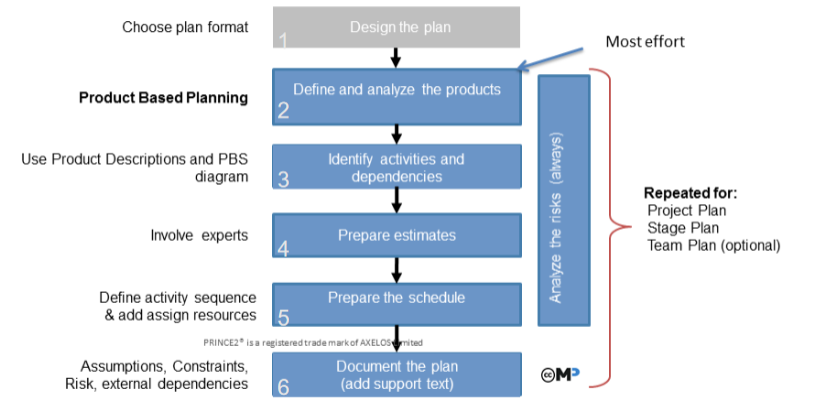 Choose plan format
1
Design the plan
Most effort
Product Based Planning
2
Define and analyze the products
Use Product Descriptions and PBS
diagram
3
Identify activities and
dependencies
Analyze the risks (always)
Repeated for:
Project Plan
Stage Plan
Team Plan (optional)
Involve experts
4
Prepare estimates
Define activity sequence
& add assign resources
5
Prepare the schedule
PRINCE2® is a registered trade mark of AXELOS Limited
Assumptions, Constraints,
Risk, external dependencies
6
Document the plan
(add support text)
cc MP